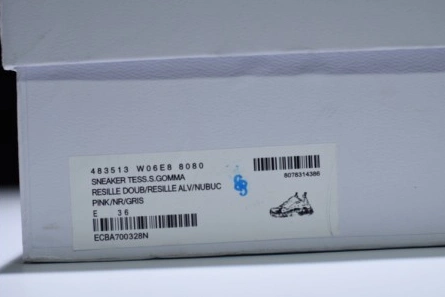 483513 W06E8 8080
SNEAKER TESS.S.GOMMA
RESILLE DOUB/RESILLE ALV/NUBUC
PINK/NR/GRIS
E 36
ECBA700328N
8078314386